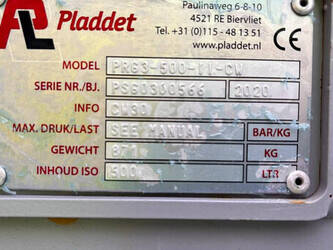 Pladdet
Paulinaweg 6-8-10
4521 RE Biervliet
Tel. +31 (0)115 - 48 13 51
www.pladdet.nl
CE
MODEL PRG3-500-11-CW
SERIE NR./BJ. PSG0300566 2020
INFO CW30
MAX. DRUK/LAST SEE MANUAL BAR/KG
GEWICHT 871 KG
INHOUD ISO 500 LTR